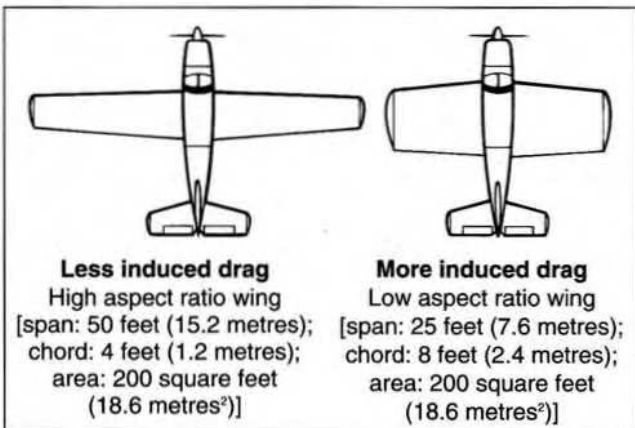 Less induced drag
High aspect ratio wing
[span: 50 feet (15.2 metres);
chord: 4 feet (1.2 metres);
area: 200 square feet
(18.6 metres²)]
More induced drag
Low aspect ratio wing
[span: 25 feet (7.6 metres);
chord: 8 feet (2.4 metres);
area: 200 square feet
(18.6 metres²)]